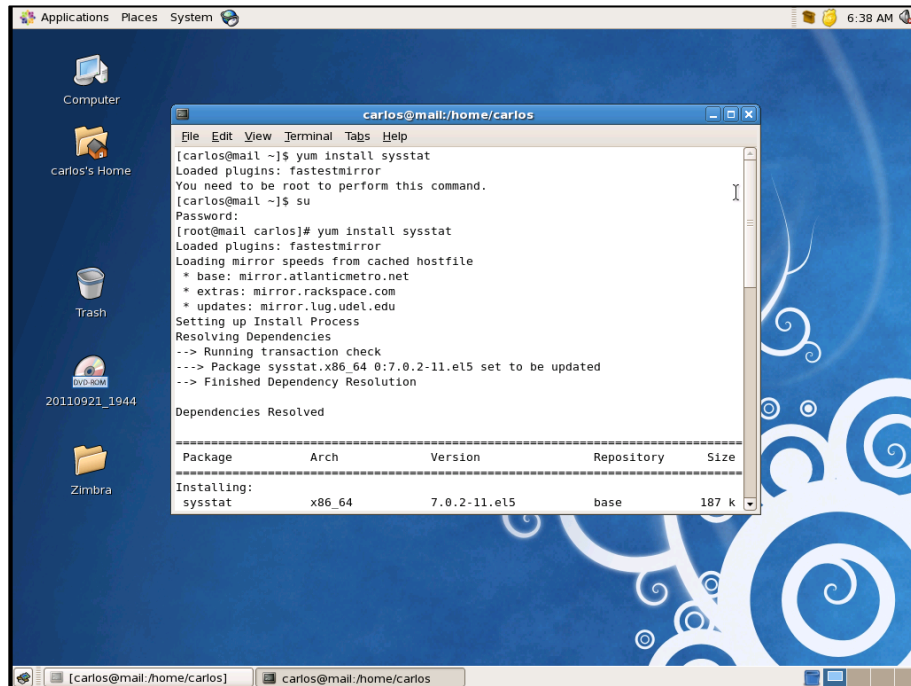 Applications Places System 6:38 AM
Computer
carlos's Home
Trash
DVD-ROM
20110921_1944
Zimbra
carlos@mail:/home/carlos
File Edit View Terminal Tabs Help
[carlos@mail ~]$ yum install sysstat
Loaded plugins: fastestmirror
You need to be root to perform this command.
[carlos@mail ~]$ su
Password:
[root@mail carlos]# yum install sysstat
Loaded plugins: fastestmirror
Loading mirror speeds from cached hostfile
* base: mirror.atlanticmetro.net
* extras: mirror.rackspace.com
* updates: mirror.lug.udel.edu
Setting up Install Process
Resolving Dependencies
--> Running transaction check
---> Package sysstat.x86_64 0:7.0.2-11.el5 set to be updated
--> Finished Dependency Resolution
Dependencies Resolved
================================================================================
Package Arch Version Repository Size
================================================================================
Installing:
sysstat x86_64 7.0.2-11.el5 base 187 k
[carlos@mail:/home/carlos] carlos@mail:/home/carlos